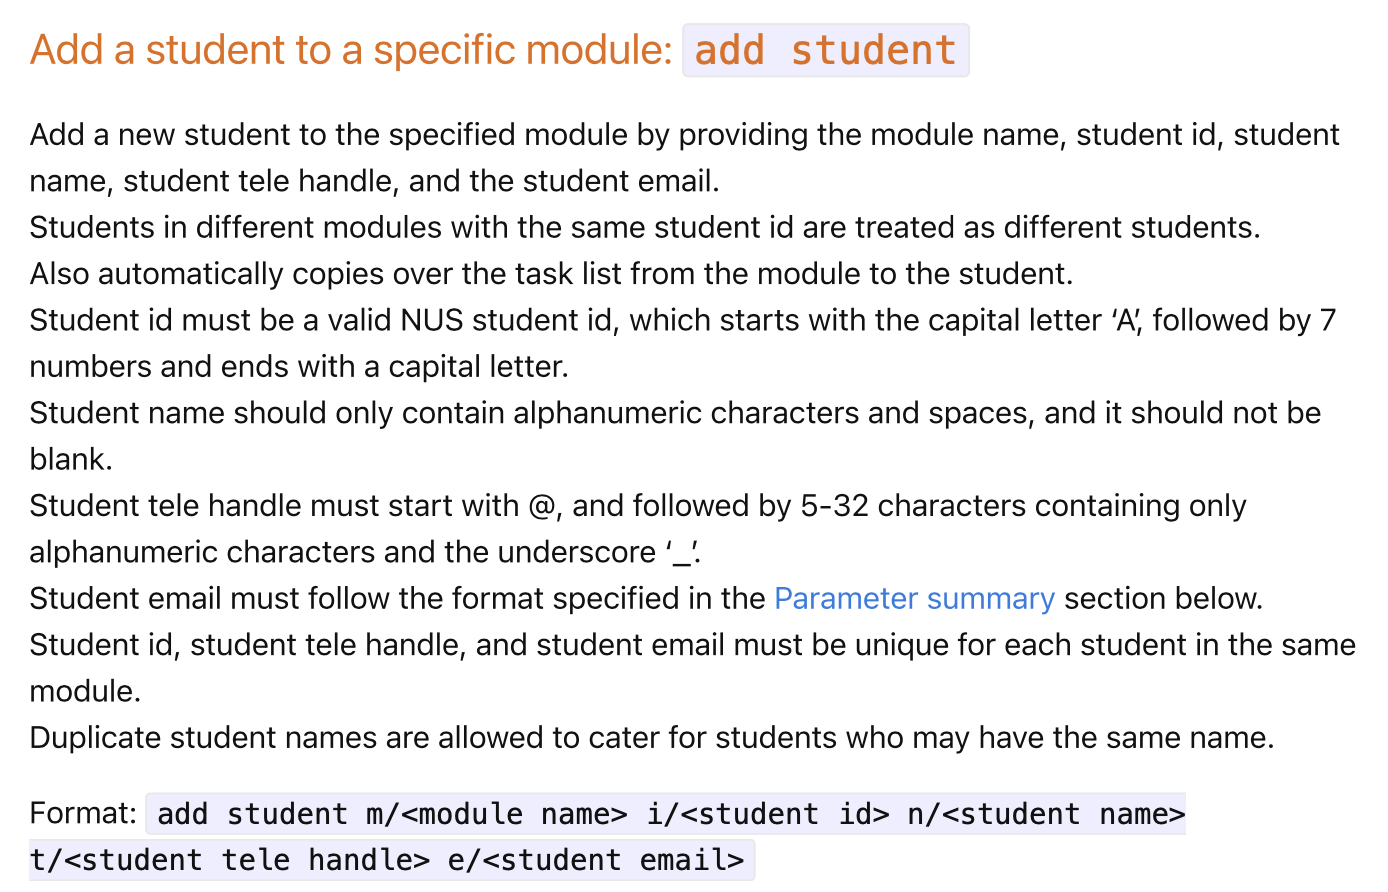 Add a student to a specific module: add student
Add a new student to the specified module by providing the module name, student id, student
name, student tele handle, and the student email.
Students in different modules with the same student id are treated as different students.
Also automatically copies over the task list from the module to the student.
Student id must be a valid NUS student id, which starts with the capital letter ‘A’, followed by 7
numbers and ends with a capital letter.
Student name should only contain alphanumeric characters and spaces, and it should not be
blank.
Student tele handle must start with @, and followed by 5-32 characters containing only
alphanumeric characters and the underscore ‘_’.
Student email must follow the format specified in the Parameter summary section below.
Student id, student tele handle, and student email must be unique for each student in the same
module.
Duplicate student names are allowed to cater for students who may have the same name.
Format: add student m/<module name> i/<student id> n/<student name>
t/<student tele handle> e/<student email>